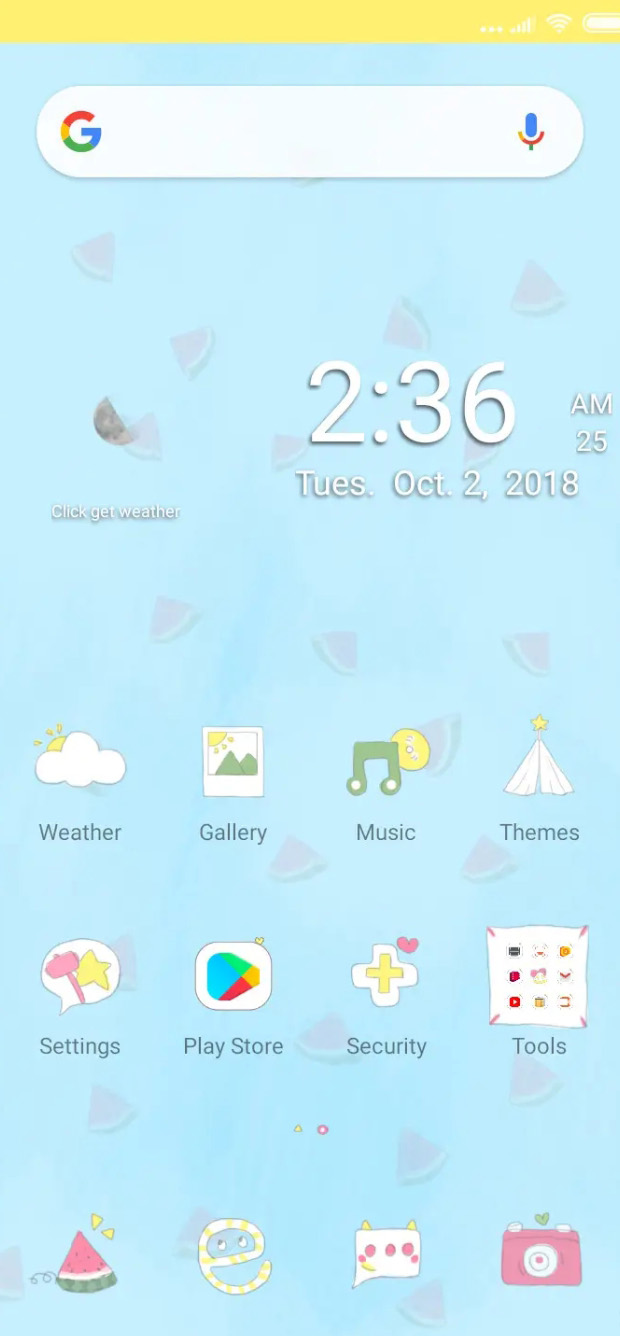 2:36
AM
25
Tues. Oct. 2, 2018
Click get weather
Weather
Gallery
Music
Themes
Settings
Play Store
Security
Tools